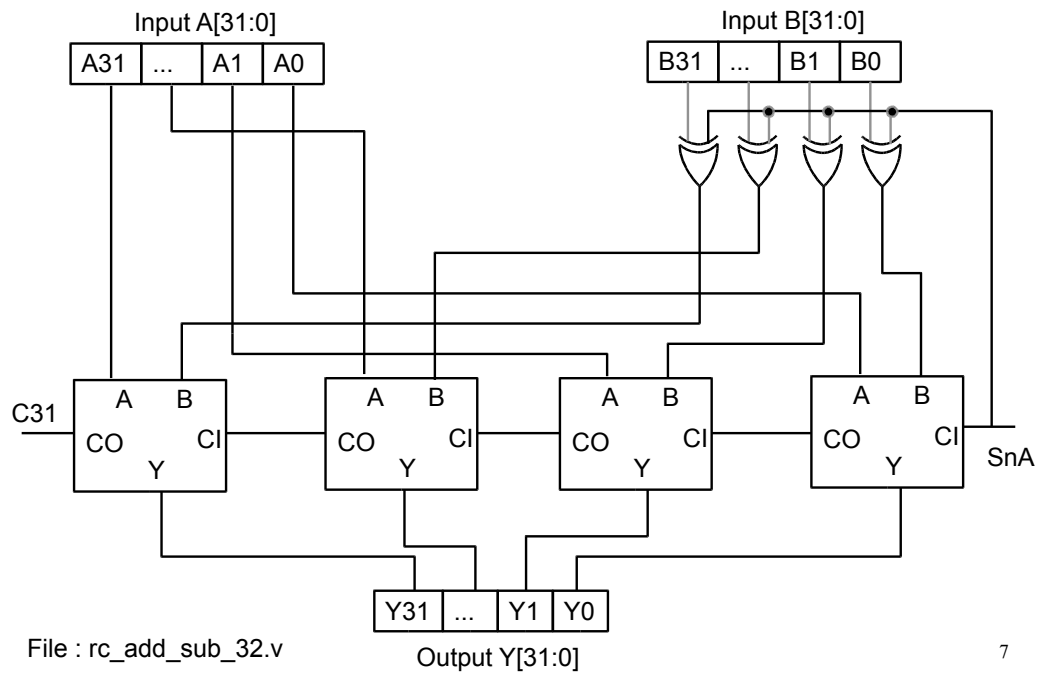 Input A[31:0]
Input B[31:0]
A31 ... A1 A0
B31 ... B1 B0
A B
A B
A B
A B
C31
CO CI
CO CI
CO CI
CO CI
SnA
Y
Y
Y
Y
Y31 ... Y1 Y0
File : rc_add_sub_32.v
Output Y[31:0]
7